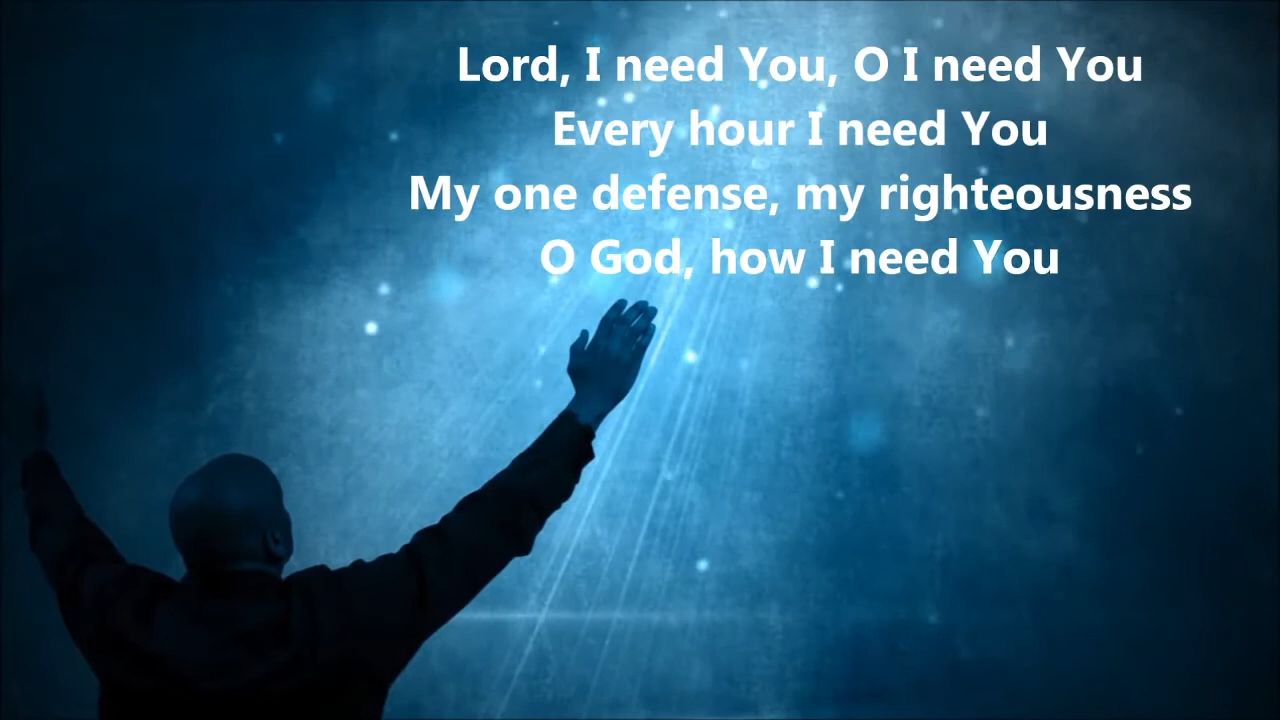 Lord, I need You, O I need You
Every hour I need You
My one defense, my righteousness
O God, how I need You